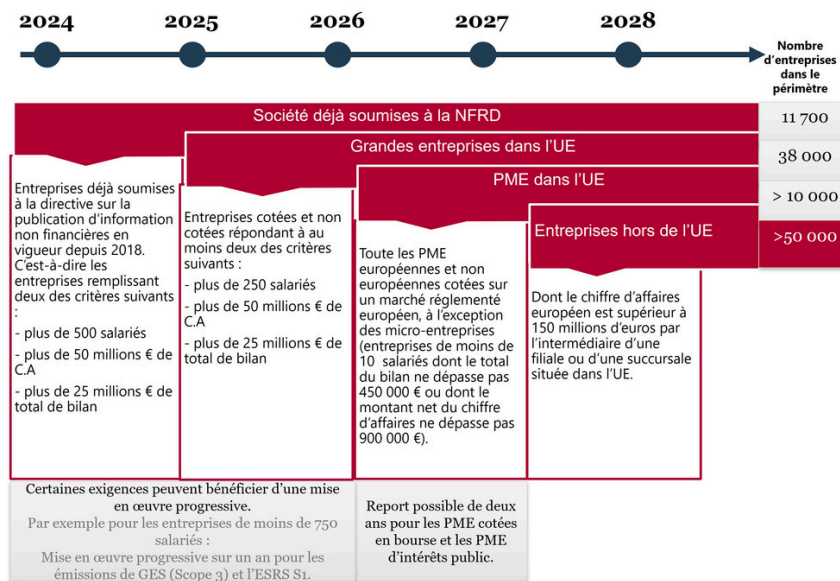 2024
2025
2026
2027
2028
Nombre
d'entreprises
dans le
périmètre
Société déjà soumises à la NFRD
11 700
Grandes entreprises dans l'UE
38 000
PME dans l'UE
> 10 000
Entreprises hors de l'UE
>50 000
Entreprises déjà soumises
à la directive sur la
publication d'information
non financières en
vigueur depuis 2018.
C'est-à-dire les
entreprises remplissant
deux des critères suivants
:
- plus de 500 salariés
- plus de 50 millions € de
C.A
- plus de 25 millions € de
total de bilan
Entreprises cotées et non
cotées répondant à au
moins deux des critères
suivants :
- plus de 250 salariés
- plus de 50 millions € de
C.A
- plus de 25 millions € de
total de bilan
Toute les PME
européennes et non
européennes cotées sur
un marché réglementé
européen, à l'exception
des micro-entreprises
(entreprises de moins de
10 salariés dont le total
du bilan ne dépasse pas
450 000 € ou dont le
montant net du chiffre
d'affaires ne dépasse pas
900 000 €).
Dont le chiffre d'affaires
européen est supérieur à
150 millions d'euros par
l'intermédiaire d'une
filiale ou d'une succursale
située dans l'UE.
Certaines exigences peuvent bénéficier d'une mise
en œuvre progressive.
Par exemple pour les entreprises de moins de 750
salariés :
Mise en œuvre progressive sur un an pour les
émissions de GES (Scope 3) et l'ESRS S1.
Report possible de deux
ans pour les PME cotées
en bourse et les PME
d'intérêts public.